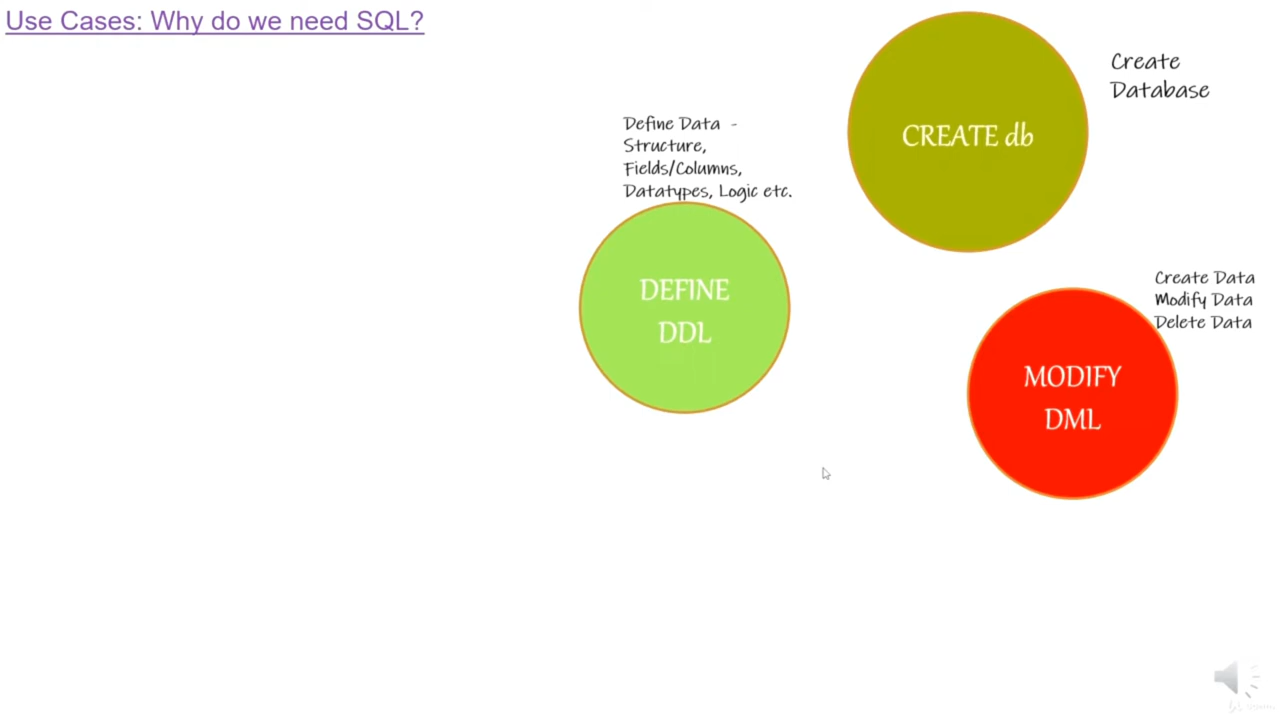 Use Cases: Why do we need SQL?
Create
Database
CREATE db
Define Data -
Structure,
Fields/Columns,
Datatypes, Logic etc.
DEFINE
DDL
Create Data
Modify Data
Delete Data
MODIFY
DML